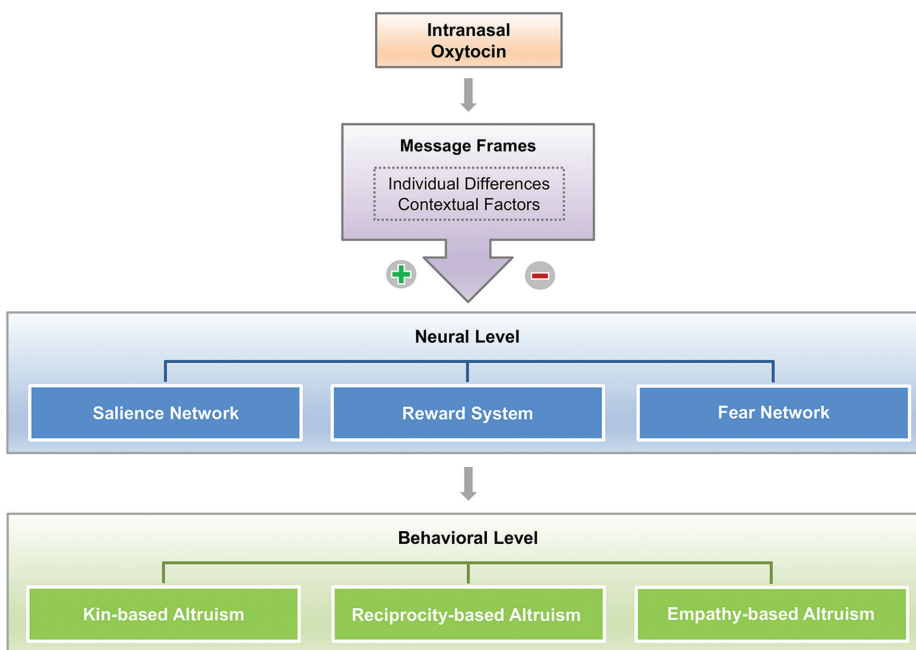 Intranasal
Oxytocin
Message Frames
Individual Differences
Contextual Factors
Neural Level
Salience Network
Reward System
Fear Network
Behavioral Level
Kin-based Altruism
Reciprocity-based Altruism
Empathy-based Altruism